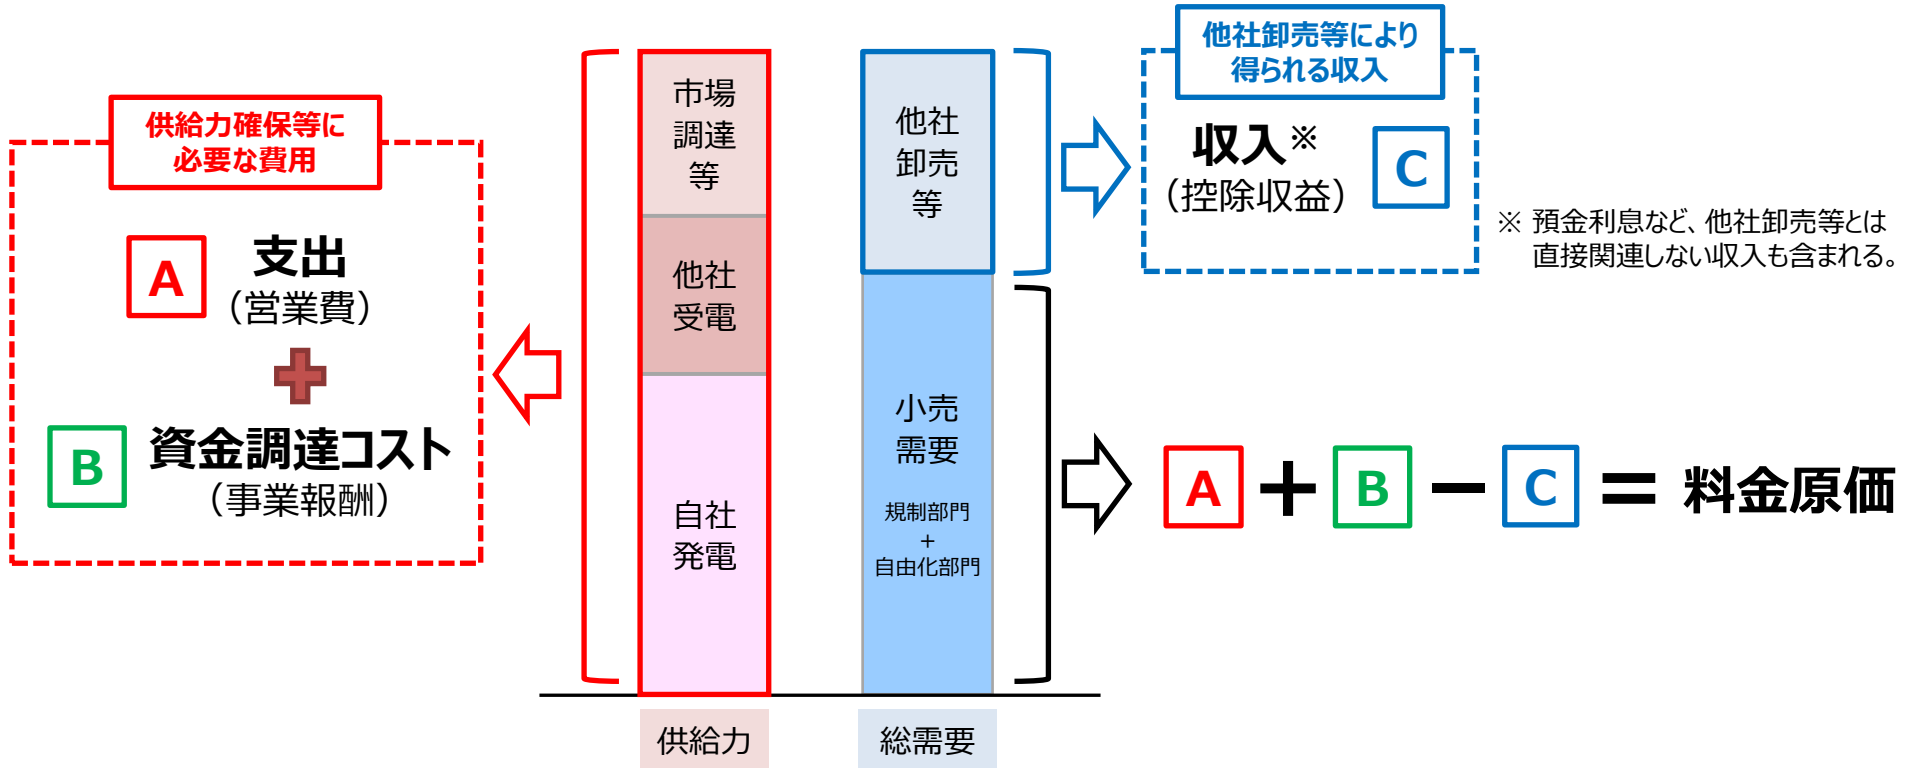 供給力確保等に
必要な費用
A
支出
（営業費）
B
資金調達コスト
（事業報酬）
市場
調達
等
他社
受電
自社
発電
供給力
他社
卸売
等
小売
需要
規制部門
+
自由化部門
総需要
他社卸売等により
得られる収入
収入※
（控除収益）
C
※ 預金利息など、他社卸売等とは
直接関連しない収入も含まれる。
A + B − C = 料金原価